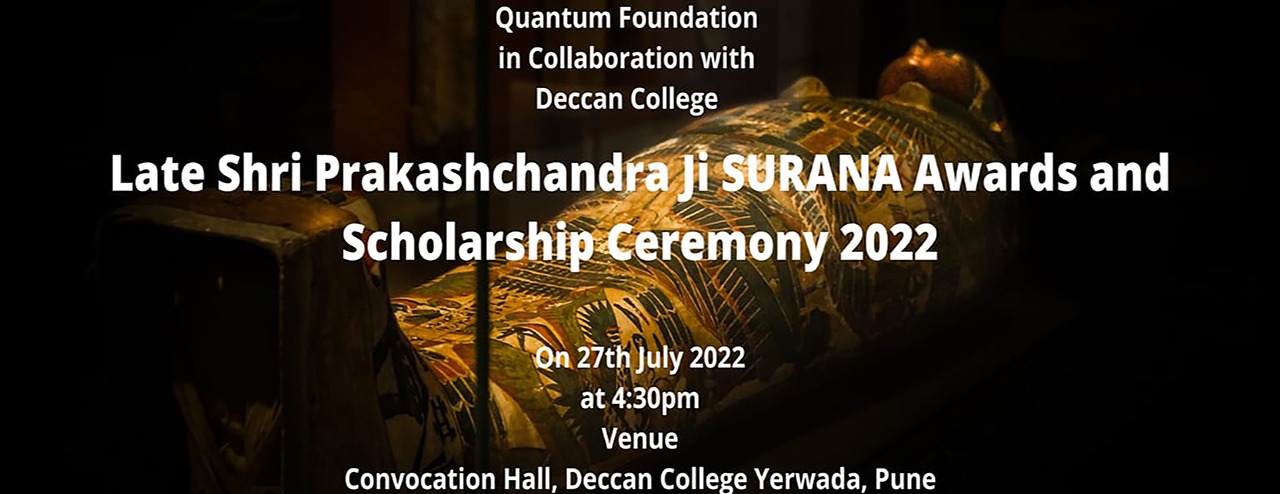 Quantum Foundation
in Collaboration with
Deccan College
Late Shri Prakashchandra Ji SURANA Awards and
Scholarship Ceremony 2022
On 27th July 2022
at 4:30pm
Venue
Convocation Hall, Deccan College Yerwada, Pune